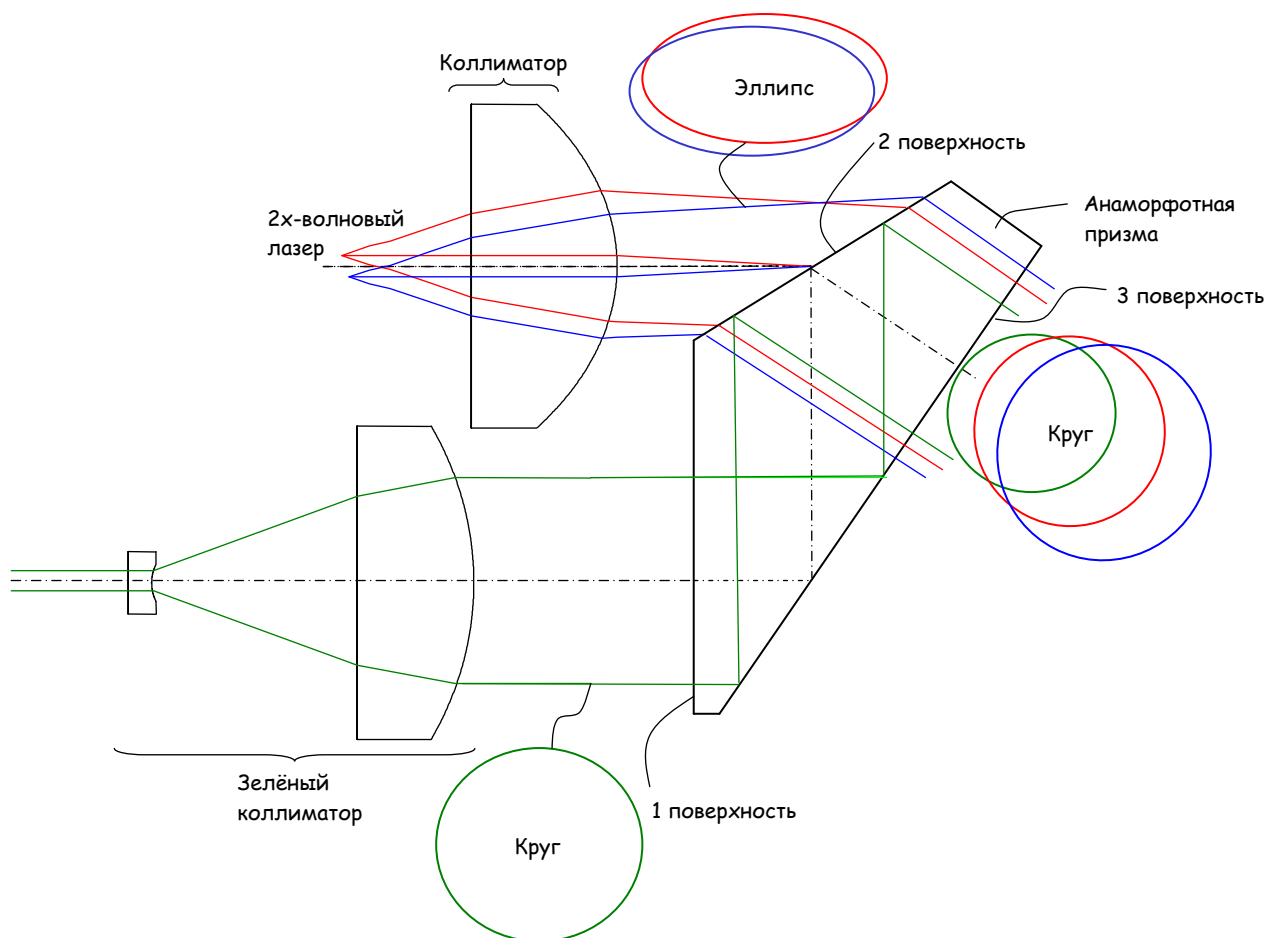 Коллиматор
Эллипс
2 поверхность
2х-волновый
лазер
Анаморфотная
призма
3 поверхность
Круг
Зелёный
коллиматор
1 поверхность
Круг